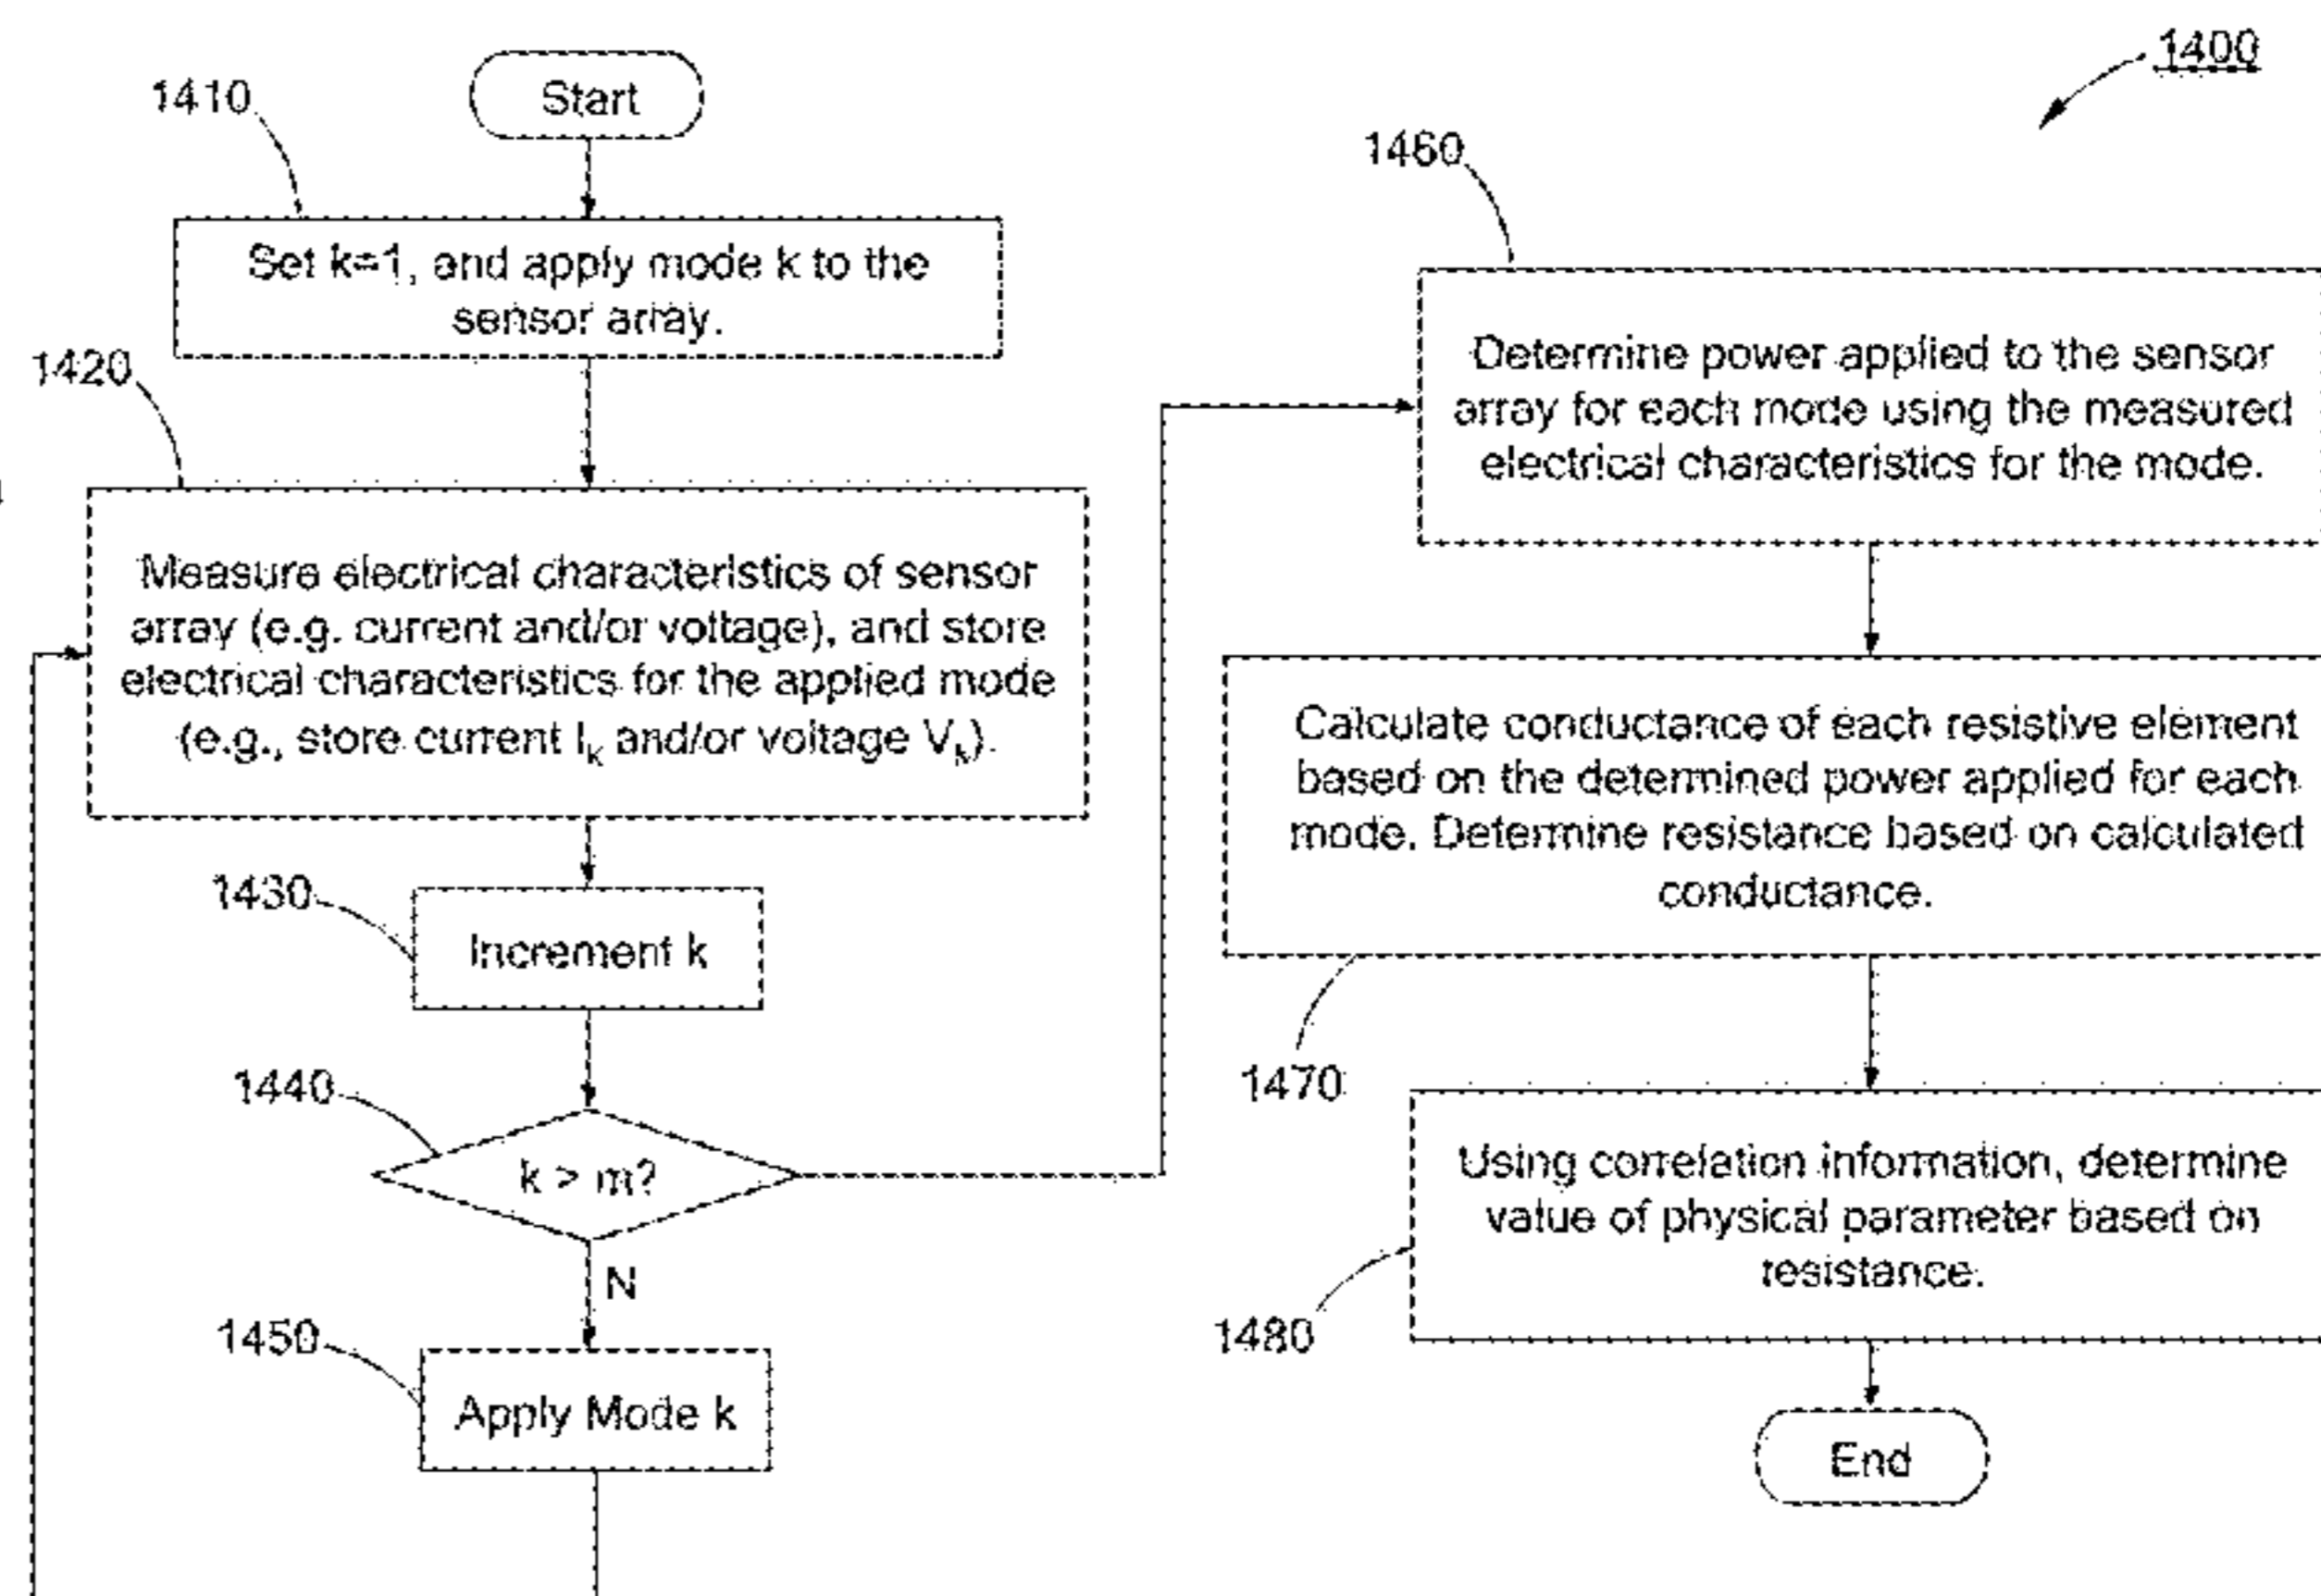 1400
1410
Start
Set k=1, and apply mode k to the
sensor array.
1420
Measure electrical characteristics of sensor
array (e.g. current and/or voltage), and store
electrical characteristics for the applied mode
(e.g., store current Ik and/or voltage Vk).
1430
Increment k
1440
k > m?
N
1450
Apply Mode k
1460
Determine power applied to the sensor
array for each mode using the measured
electrical characteristics for the mode.
Calculate conductance of each resistive element
based on the determined power applied for each
mode. Determine resistance based on calculated
conductance.
1470
Using correlation information, determine
value of physical parameter based on
resistance.
1480
End